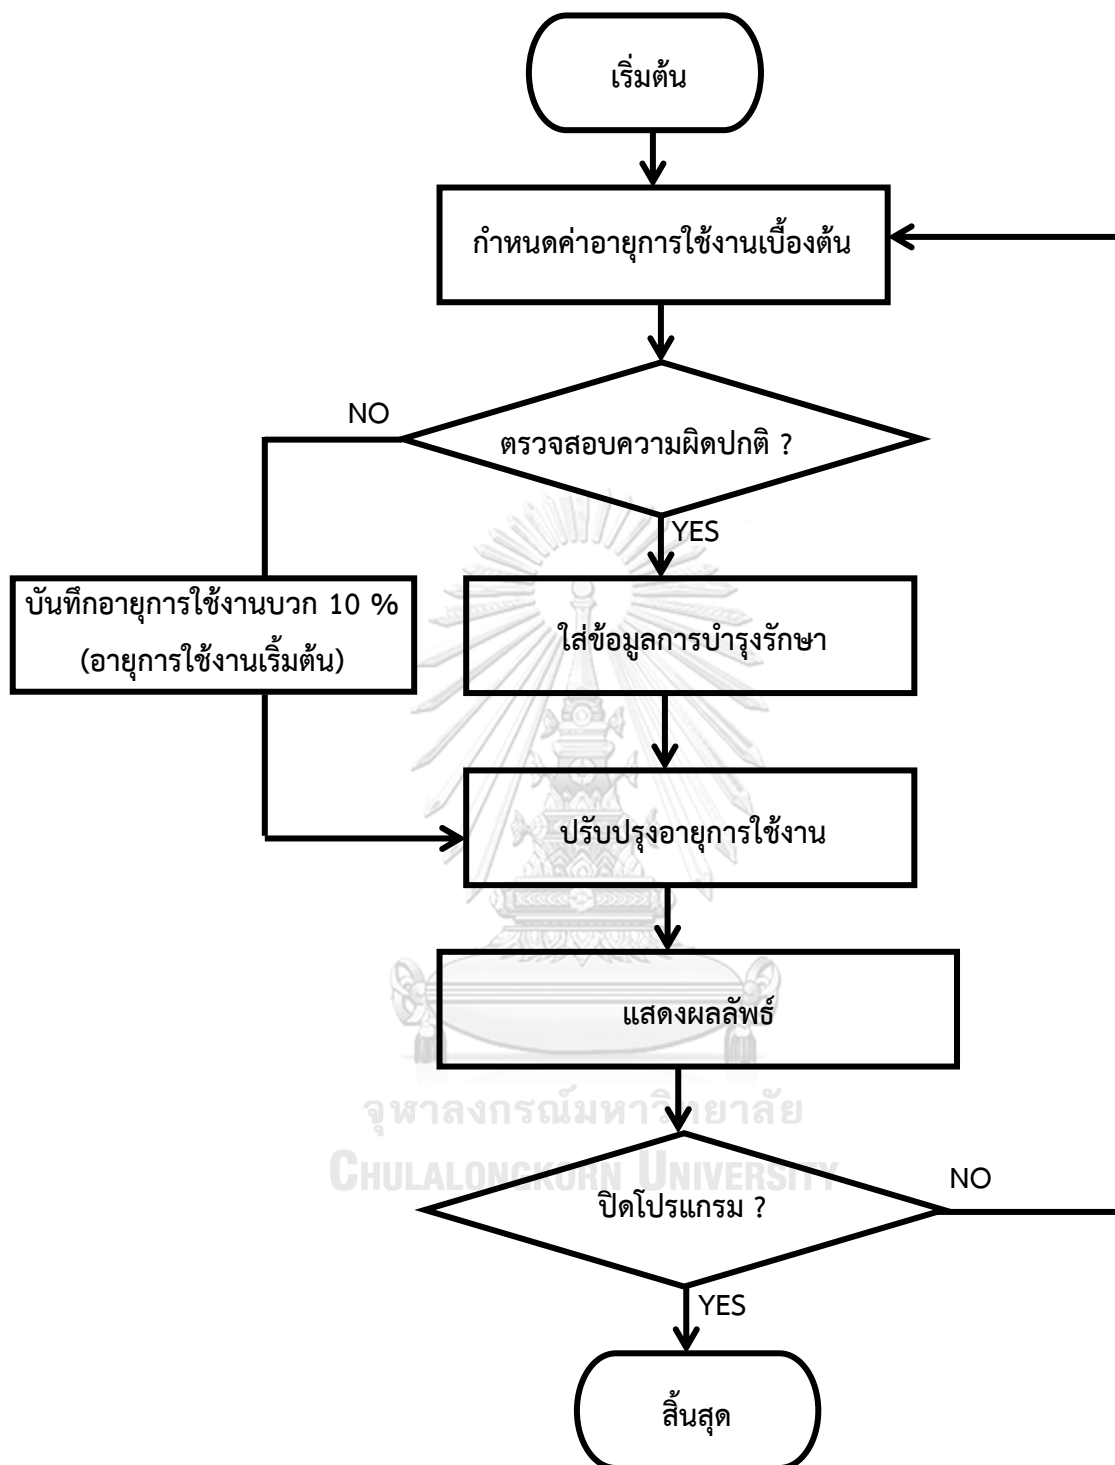 เริ่มต้น
กำหนดค่าอายุการใช้งานเบื้องต้น
NO
ตรวจสอบความผิดปกติ ?
YES
บันทึกอายุการใช้งานบวก 10 %
(อายุการใช้งานเริ้มต้น)
ใส่ข้อมูลการบำรุงรักษา
ปรับปรุงอายุการใช้งาน
แสดงผลลัพธ์
จุฬาลงกรณ์มหาวิทยาลัย
CHULALONGKORN UNIVERSITY
NO
ปิดโปรแกรม ?
YES
สิ้นสุด